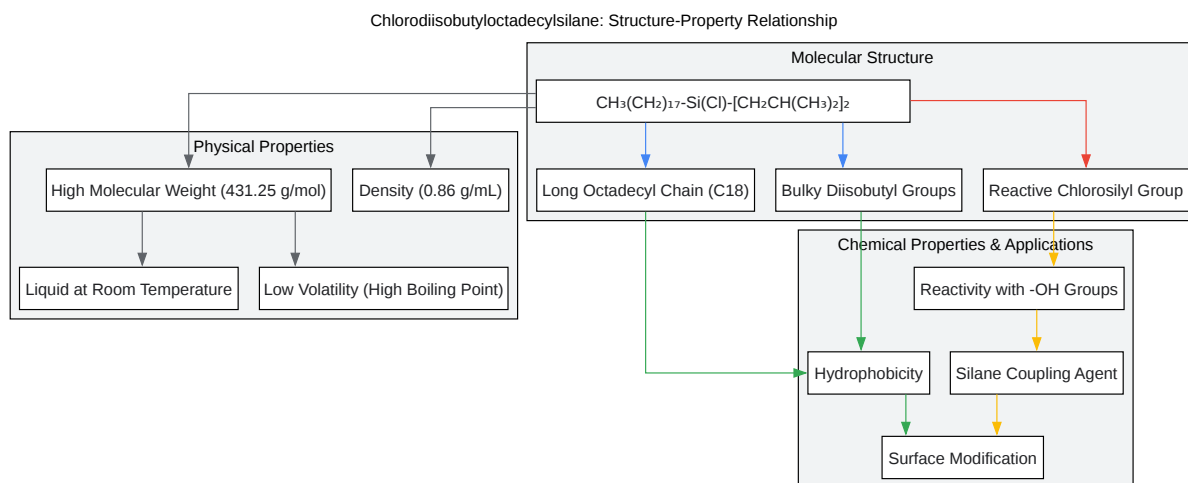 Chlorodiisobutyloctadecylsilane: Structure-Property Relationship
Molecular Structure
CH₃(CH₂)₁₇-Si(Cl)-[CH₂CH(CH₃)₂]₂
Physical Properties
High Molecular Weight (431.25 g/mol)
Density (0.86 g/mL)
Long Octadecyl Chain (C18)
Bulky Diisobutyl Groups
Reactive Chlorosilyl Group
Chemical Properties & Applications
Liquid at Room Temperature
Low Volatility (High Boiling Point)
Reactivity with -OH Groups
Hydrophobicity
Silane Coupling Agent
Surface Modification